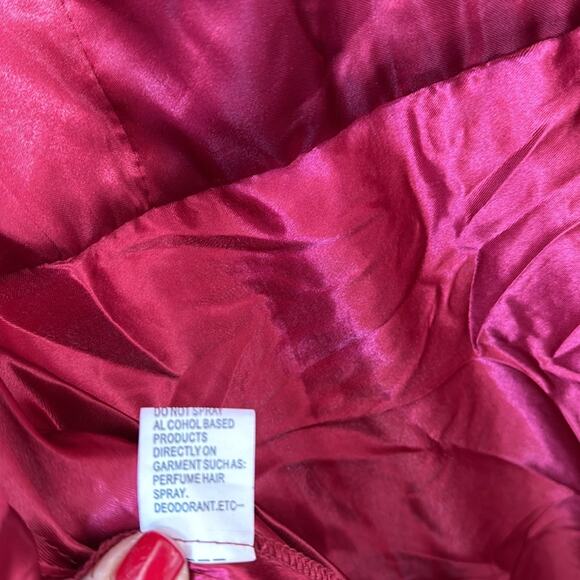 DO NOT SPRAY
ALCOHOL BASED
PRODUCTS
DIRECTLY ON
GARMENT SUCH AS:
PERFUME HAIR
SPRAY.
DEODORANT.ETC--